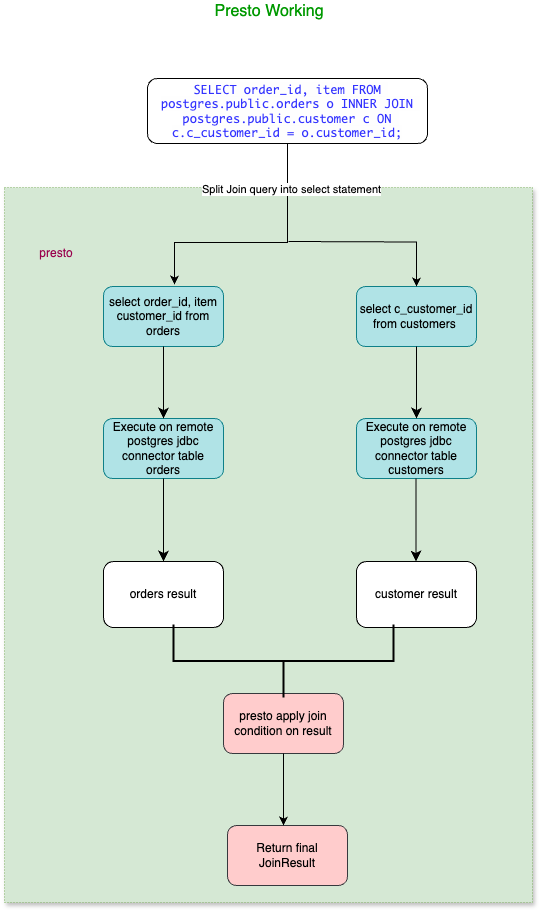 Presto Working
SELECT order_id, item FROM
postgres.public.orders o INNER JOIN
postgres.public.customer c ON
c.c_customer_id = o.customer_id;
Split Join query into select statement
presto
select order_id, item
customer_id from
orders
select c_customer_id
from customers
Execute on remote
postgres jdbc
connector table
orders
Execute on remote
postgres jdbc
connector table
customers
orders result
customer result
presto apply join
condition on result
Return final
JoinResult